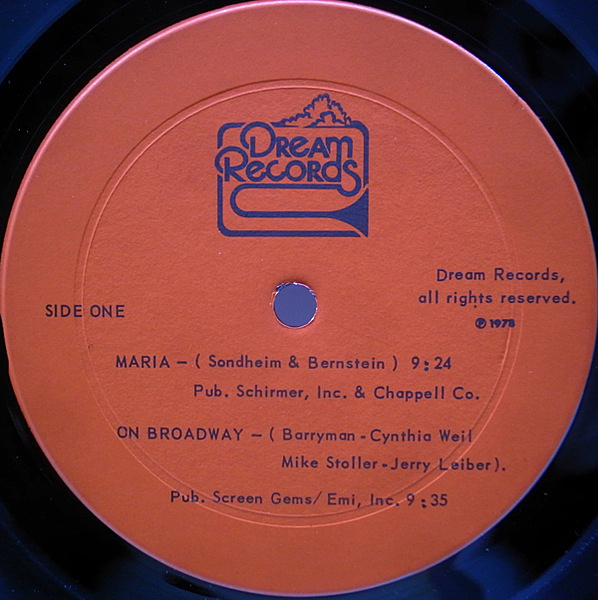 DREAM
RECORDS
Dream Records,
all rights reserved.
℗ 1978
SIDE ONE
MARIA – ( Sondheim & Bernstein ) 9:24
Pub. Schirmer, Inc. & Chappell Co.
ON BROADWAY – ( Barryman - Cynthia Weil
Mike Stoller - Jerry Leiber ).
Pub. Screen Gems/ Emi, Inc. 9:35